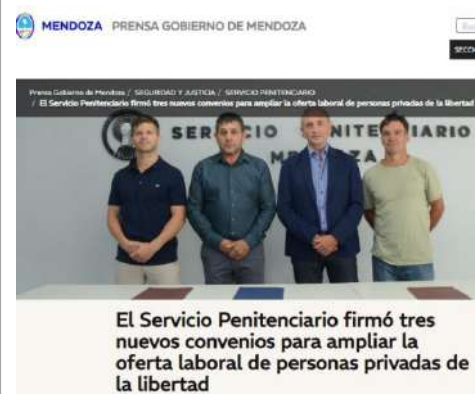 MENDOZA PRENSA GOBIERNO DE MENDOZA
Prensa Gobierno de Mendoza / SEGURIDAD Y JUSTICIA / SERVICIO PENITENCIARIO
/ El Servicio Penitenciario firmó tres nuevos convenios para ampliar la oferta laboral de personas privadas de la libertad
SERVICIO PENITENCIARIO
MENDOZA
El Servicio Penitenciario firmó tres
nuevos convenios para ampliar la
oferta laboral de personas privadas de
la libertad